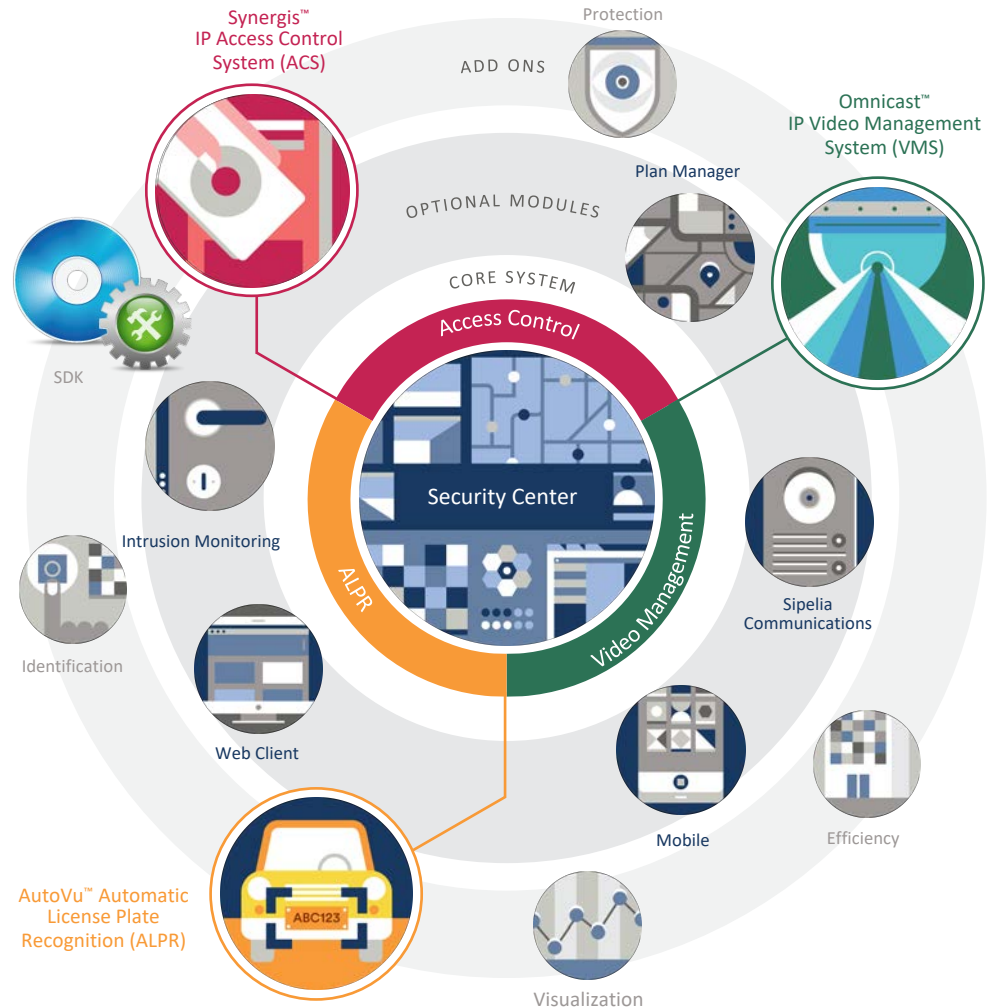 Protection
Synergis™
IP Access Control
System (ACS)
ADD ONS
Omnicast™
IP Video Management
System (VMS)
Plan Manager
OPTIONAL MODULES
CORE SYSTEM
Access Control
SDK
Security Center
Intrusion Monitoring
ALPR
Video Management
Sipelia
Communications
Identification
Web Client
Mobile
Efficiency
AutoVu™ Automatic
License Plate
Recognition (ALPR)
ABC123
Visualization